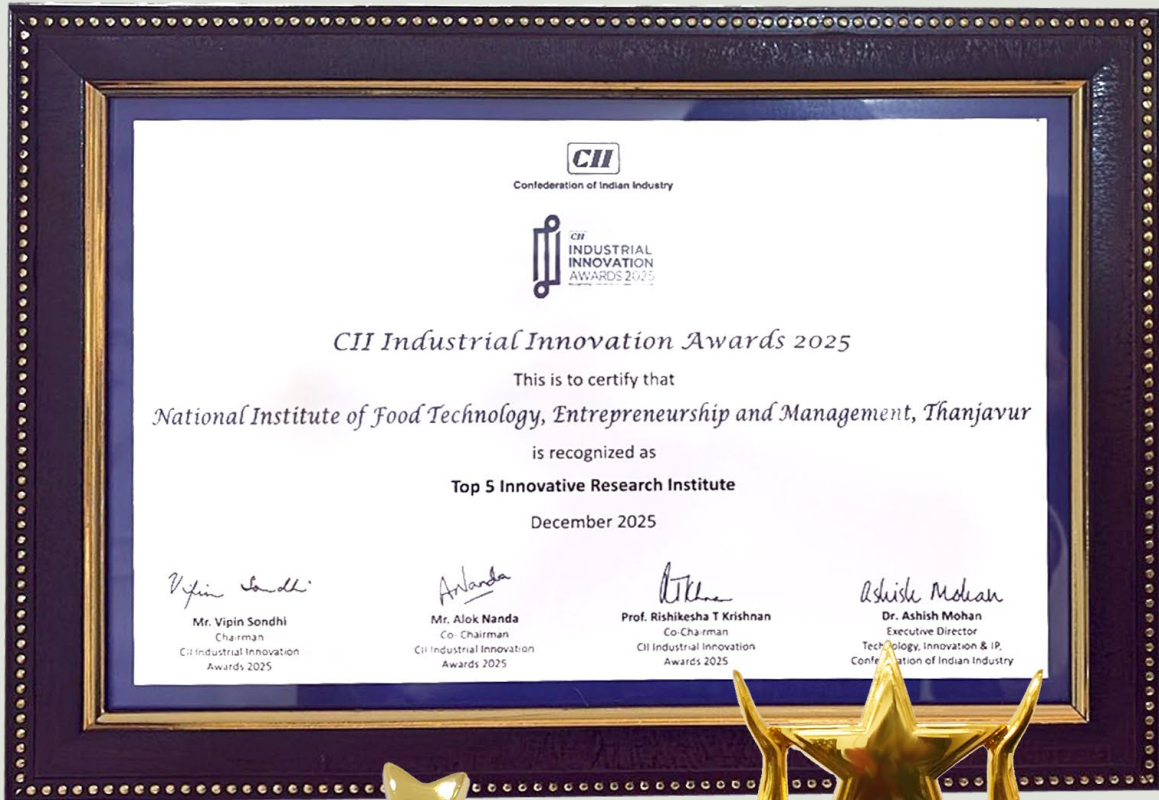 CII
Confederation of Indian Industry
CII
INDUSTRIAL
INNOVATION
AWARDS 2025
CII Industrial Innovation Awards 2025
This is to certify that
National Institute of Food Technology, Entrepreneurship and Management, Thanjavur
is recognized as
Top 5 Innovative Research Institute
December 2025
Vipin Sondhi
ANanda
Ashish Mohan
Mr. Vipin Sondhi
Chairman
CII Industrial Innovation
Awards 2025
Mr. Alok Nanda
Co- Chairman
CII Industrial Innovation
Awards 2025
Prof. Rishikesha T Krishnan
Co-Chairman
CII Industrial Innovation
Awards 2025
Dr. Ashish Mohan
Executive Director
Technology, Innovation & IP,
Confederation of Indian Industry